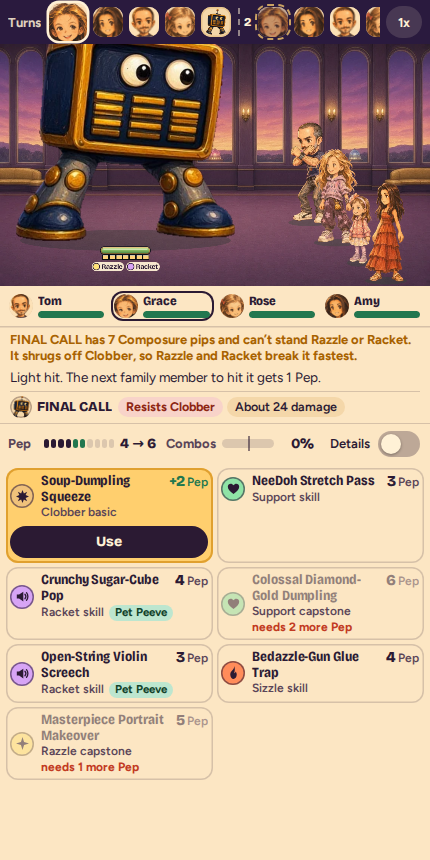 Turns
2
1x
Razzle Racket
Tom
Grace
Rose
Amy
FINAL CALL has 7 Composure pips and can't stand Razzle or Racket.
It shrugs off Clobber, so Razzle and Racket break it fastest.
Light hit. The next family member to hit it gets 1 Pep.
FINAL CALL Resists Clobber About 24 damage
Pep 4 → 6 Combos 0% Details
Soup-Dumpling
Squeeze
+2 Pep
Clobber basic
Use
NeeDoh Stretch Pass 3 Pep
Support skill
Crunchy Sugar-Cube
Pop
4 Pep
Racket skill Pet Peeve
Colossal Diamond-
Gold Dumpling
6 Pep
Support capstone
needs 2 more Pep
Open-String Violin
Screech
3 Pep
Racket skill Pet Peeve
Bedazzle-Gun Glue
Trap
4 Pep
Sizzle skill
Masterpiece Portrait
Makeover
5 Pep
Razzle capstone
needs 1 more Pep